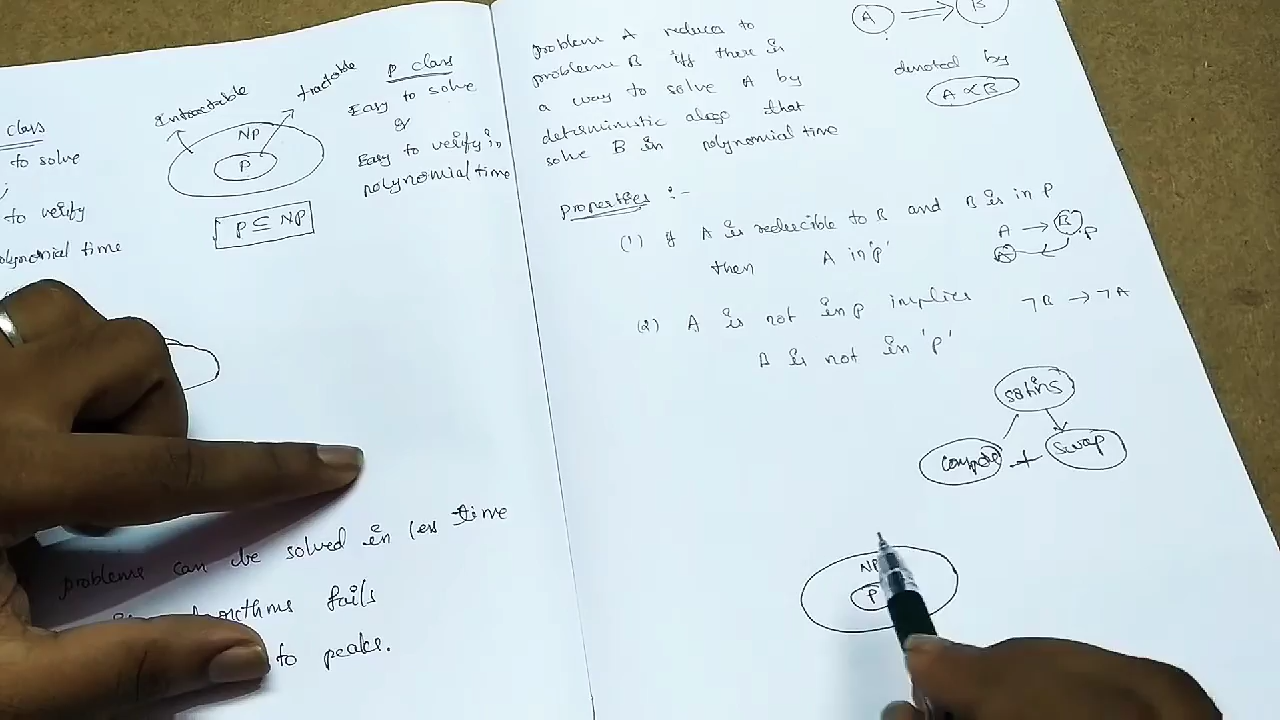 class
to solve
to verify
polynomial time
Intractable
tractable
NP
P
P ⊆ NP
P class
Easy to solve
&
Easy to verify in
polynomial time
problems can be solved in less time
algorithms fails
to peaks.
problem A reduces to
problem B iff there is
a way to solve A by
deterministic algo that
solve B in polynomial time
A ⇒ B
denoted by
A ∝ B
properties :-
(1) if A is reducible to B and B is in P
then A in 'P'
A → B
P
A
(2) A is not in P implies
B is not in 'P'
¬B → ¬A
+
Swap
NP
P